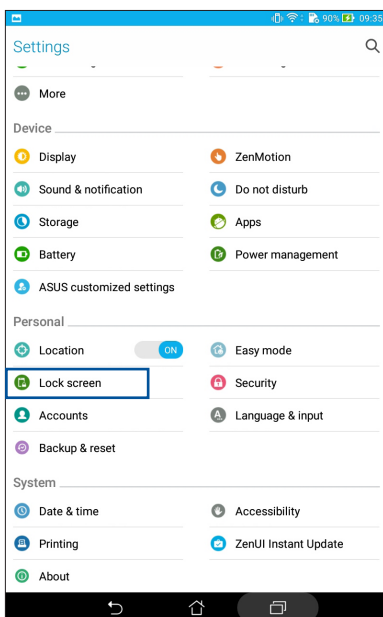 90% 09:35
Settings
More
Device
Display ZenMotion
Sound & notification Do not disturb
Storage Apps
Battery Power management
ASUS customized settings
Personal
Location ON Easy mode
Lock screen Security
Accounts Language & input
Backup & reset
System
Date & time Accessibility
Printing ZenUI Instant Update
About